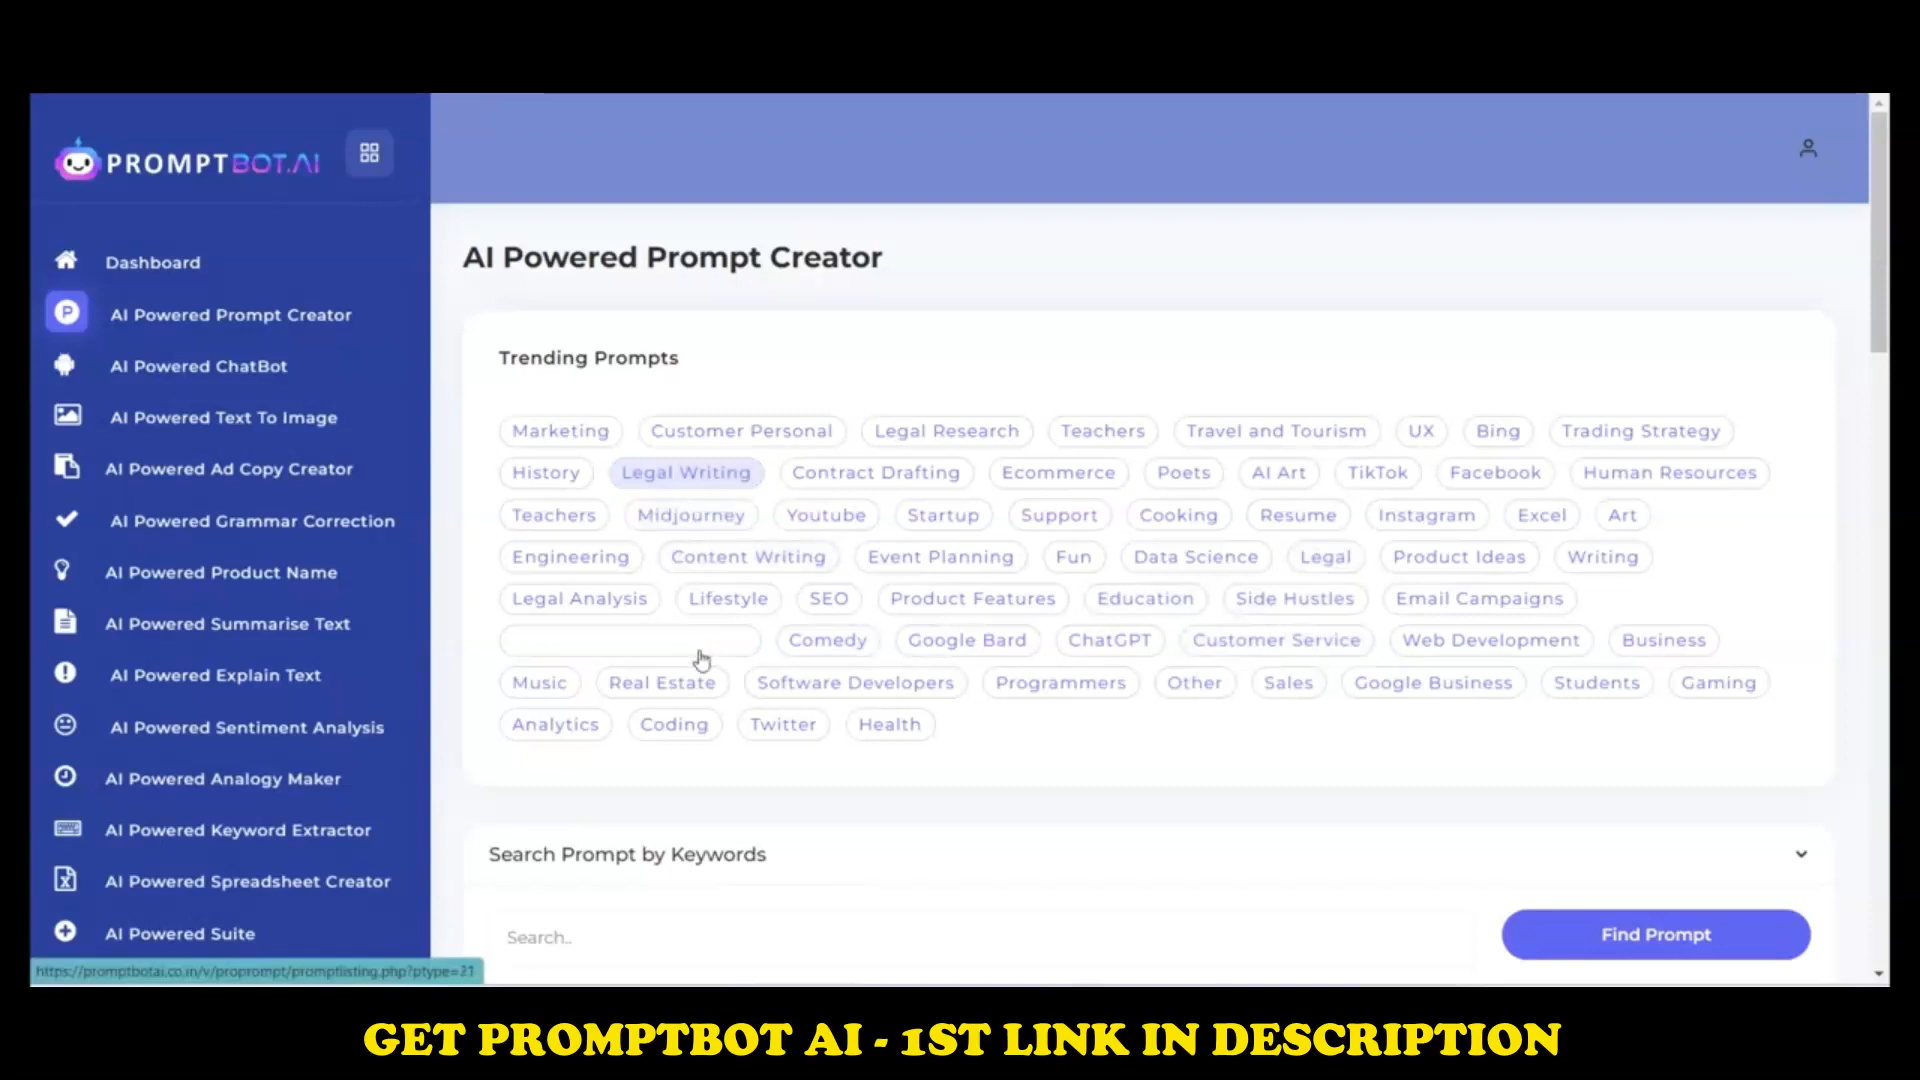 PROMPTBOT.AI
Dashboard
AI Powered Prompt Creator
AI Powered ChatBot
AI Powered Text To Image
AI Powered Ad Copy Creator
AI Powered Grammar Correction
AI Powered Product Name
AI Powered Summarise Text
AI Powered Explain Text
AI Powered Sentiment Analysis
AI Powered Analogy Maker
AI Powered Keyword Extractor
AI Powered Spreadsheet Creator
AI Powered Suite
https://promptbotai.co.in/v/proprompt/promptlisting.php?ptype=21
AI Powered Prompt Creator
Trending Prompts
Marketing Customer Personal Legal Research Teachers Travel and Tourism UX Bing Trading Strategy
History Legal Writing Contract Drafting Ecommerce Poets AI Art TikTok Facebook Human Resources
Teachers Midjourney Youtube Startup Support Cooking Resume Instagram Excel Art
Engineering Content Writing Event Planning Fun Data Science Legal Product Ideas Writing
Legal Analysis Lifestyle SEO Product Features Education Side Hustles Email Campaigns
Comedy Google Bard ChatGPT Customer Service Web Development Business
Music Real Estate Software Developers Programmers Other Sales Google Business Students Gaming
Analytics Coding Twitter Health
Search Prompt by Keywords
Search..
Find Prompt
GET PROMPTBOT AI - 1ST LINK IN DESCRIPTION